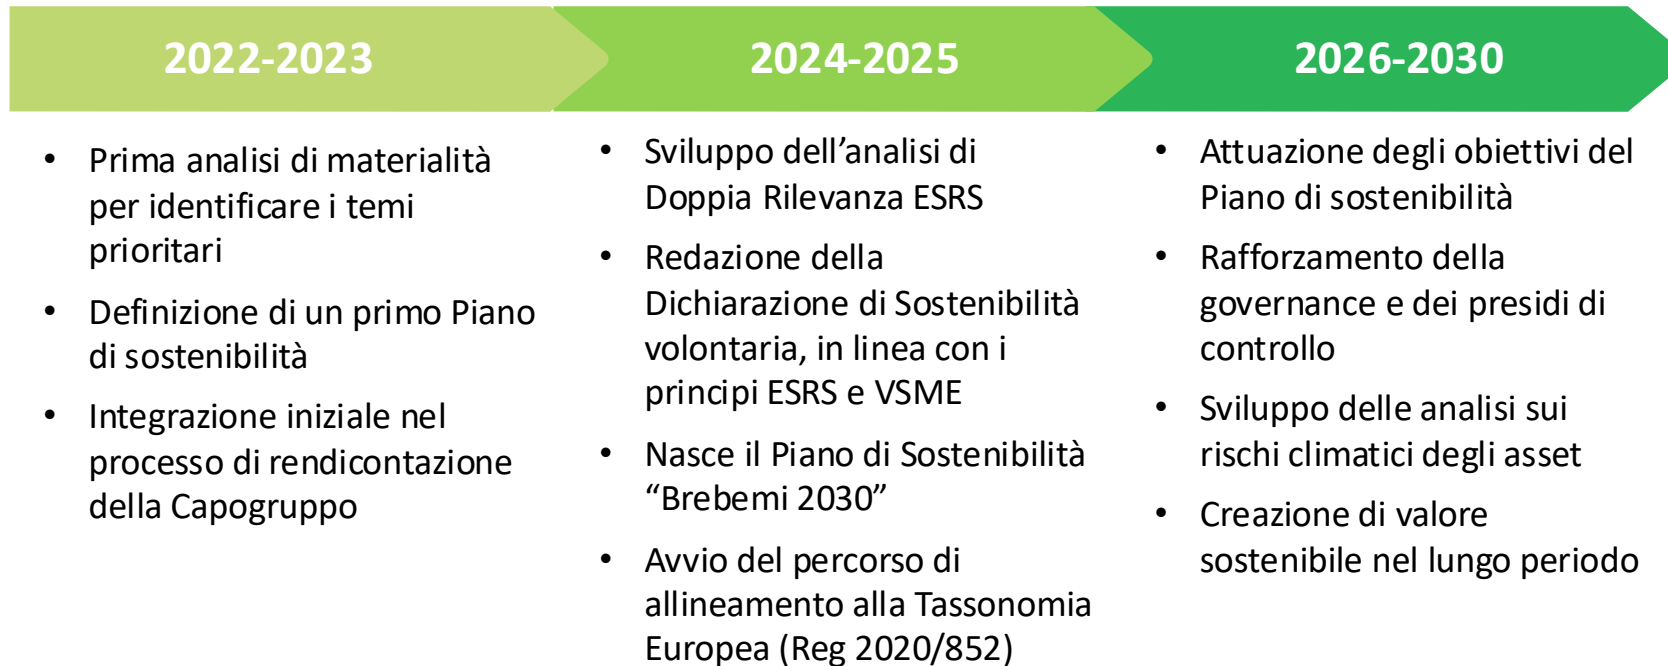 2022-2023
• Prima analisi di materialità
per identificare i temi
prioritari
• Definizione di un primo Piano
di sostenibilità
• Integrazione iniziale nel
processo di rendicontazione
della Capogruppo
2024-2025
• Sviluppo dell’analisi di
Doppia Rilevanza ESRS
• Redazione della
Dichiarazione di Sostenibilità
volontaria, in linea con i
principi ESRS e VSME
• Nasce il Piano di Sostenibilità
“Brebemi 2030”
• Avvio del percorso di
allineamento alla Tassonomia
Europea (Reg 2020/852)
2026-2030
• Attuazione degli obiettivi del
Piano di sostenibilità
• Rafforzamento della
governance e dei presidi di
controllo
• Sviluppo delle analisi sui
rischi climatici degli asset
• Creazione di valore
sostenibile nel lungo periodo